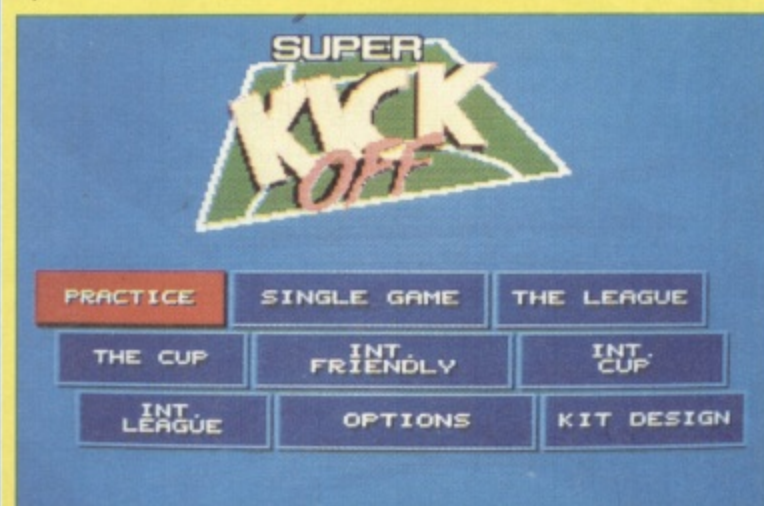 SUPER
KICK
OFF
PRACTICE
SINGLE GAME
THE LEAGUE
THE CUP
INT.
FRIENDLY
INT.
CUP
INT.
LEAGUE
OPTIONS
KIT DESIGN